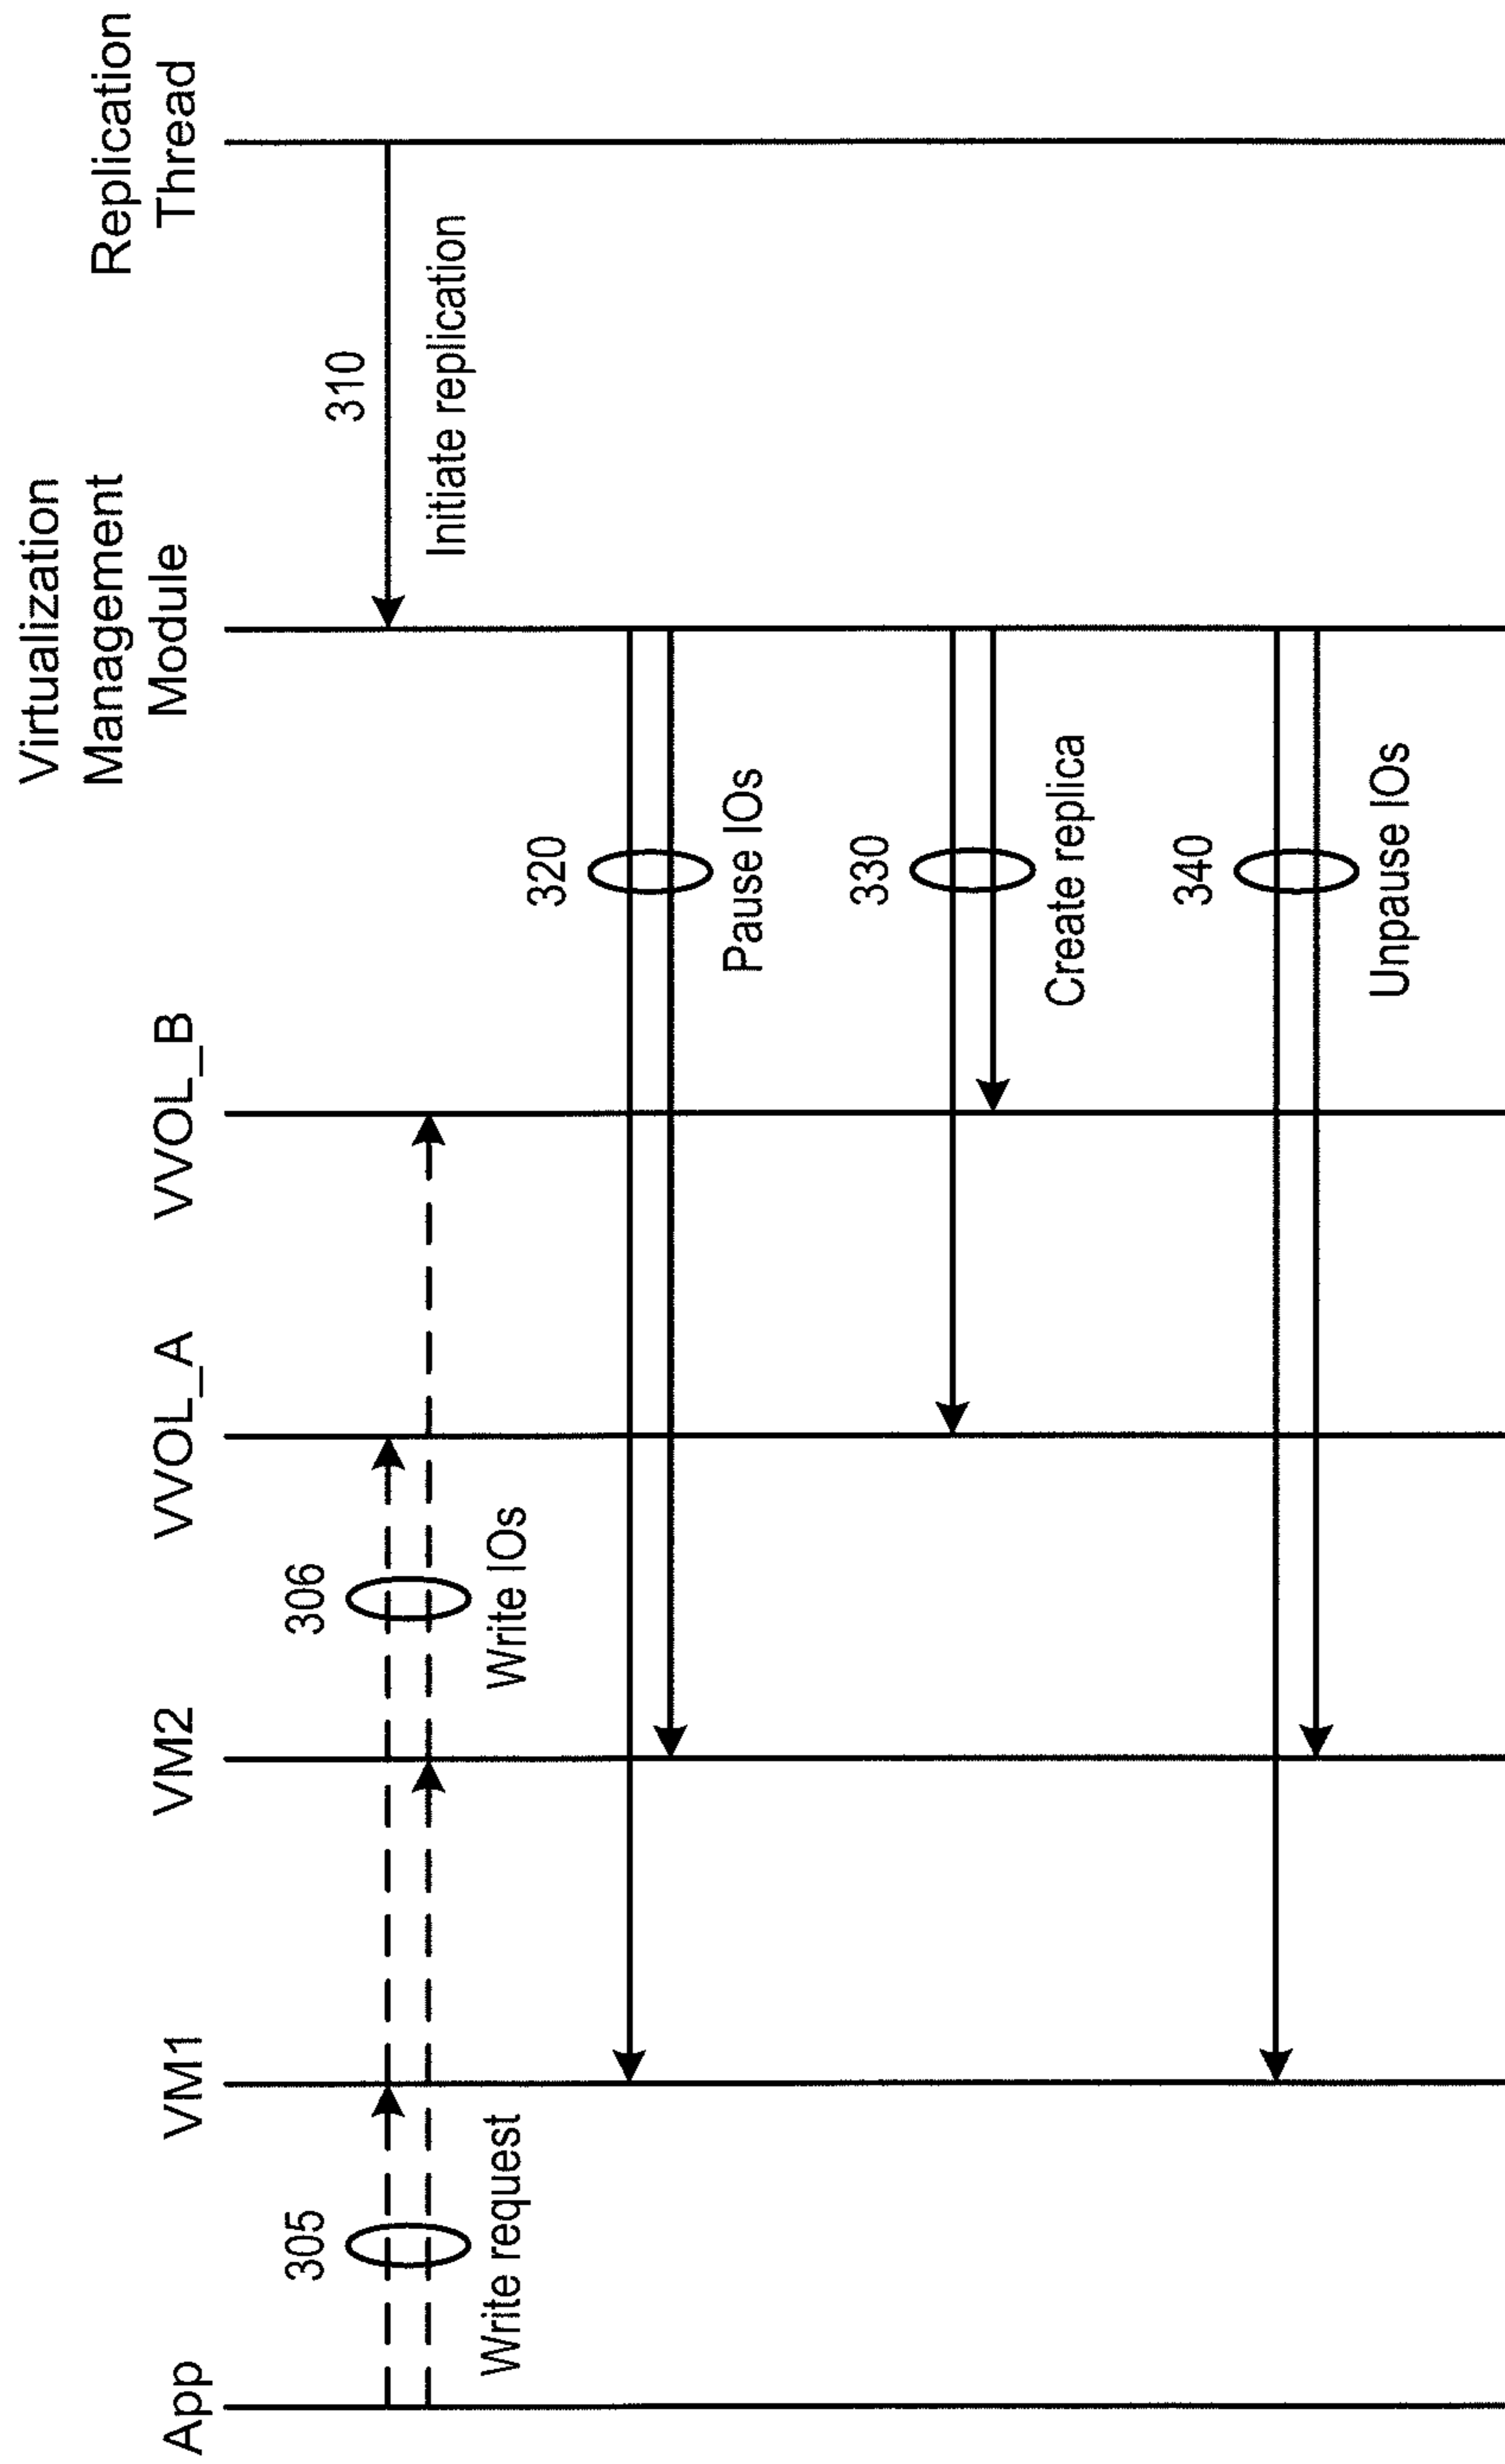 App
VM1
VM2
VVOL_A
VVOL_B
Virtualization
Management
Module
Replication
Thread
305
Write request
306
Write IOs
310
Initiate replication
320
Pause IOs
330
Create replica
340
Unpause IOs